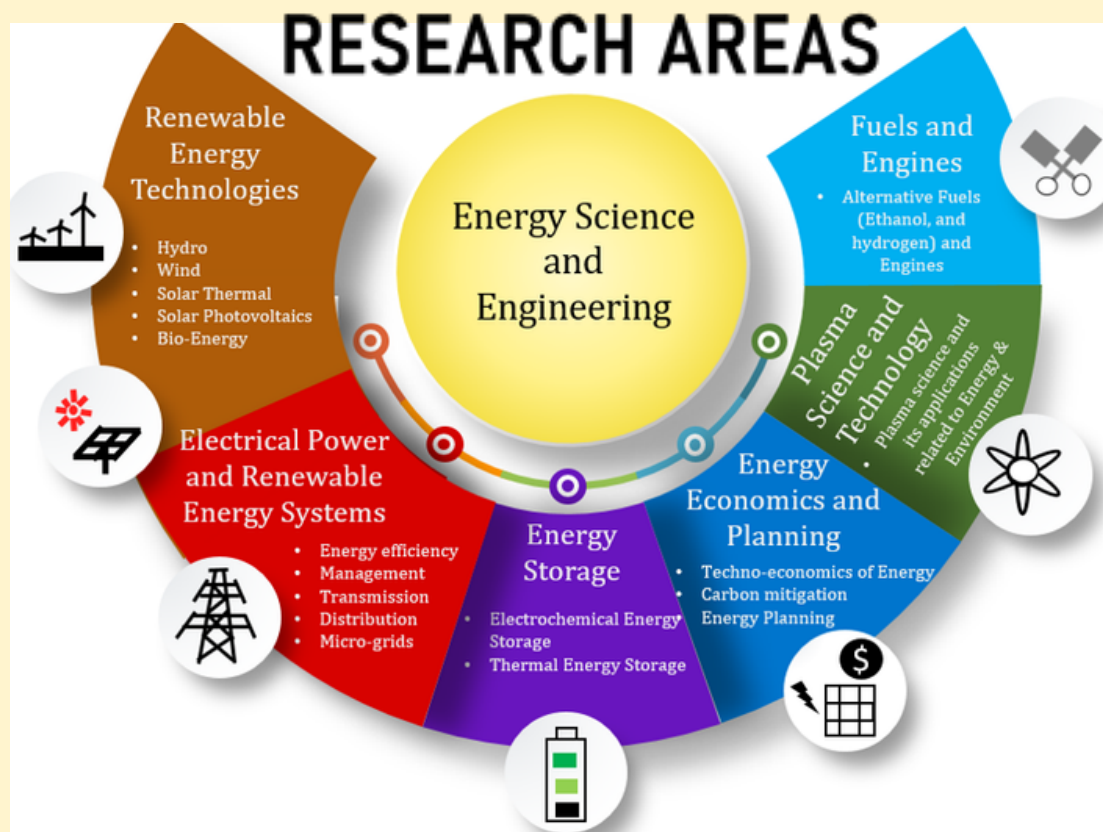 RESEARCH AREAS
Energy Science
and
Engineering
Renewable
Energy
Technologies
• Hydro
• Wind
• Solar Thermal
• Solar Photovoltaics
• Bio-Energy
Electrical Power
and Renewable
Energy Systems
• Energy efficiency
• Management
• Transmission
• Distribution
• Micro-grids
Energy
Storage
• Electrochemical Energy
Storage
• Thermal Energy Storage
Energy
Economics and
Planning
• Techno-economics of Energy
• Carbon mitigation
• Energy Planning
$
Plasma
Science and
Technology
• Plasma science and
its applications
related to Energy &
Environment
Fuels and
Engines
• Alternative Fuels
(Ethanol, and
hydrogen) and
Engines